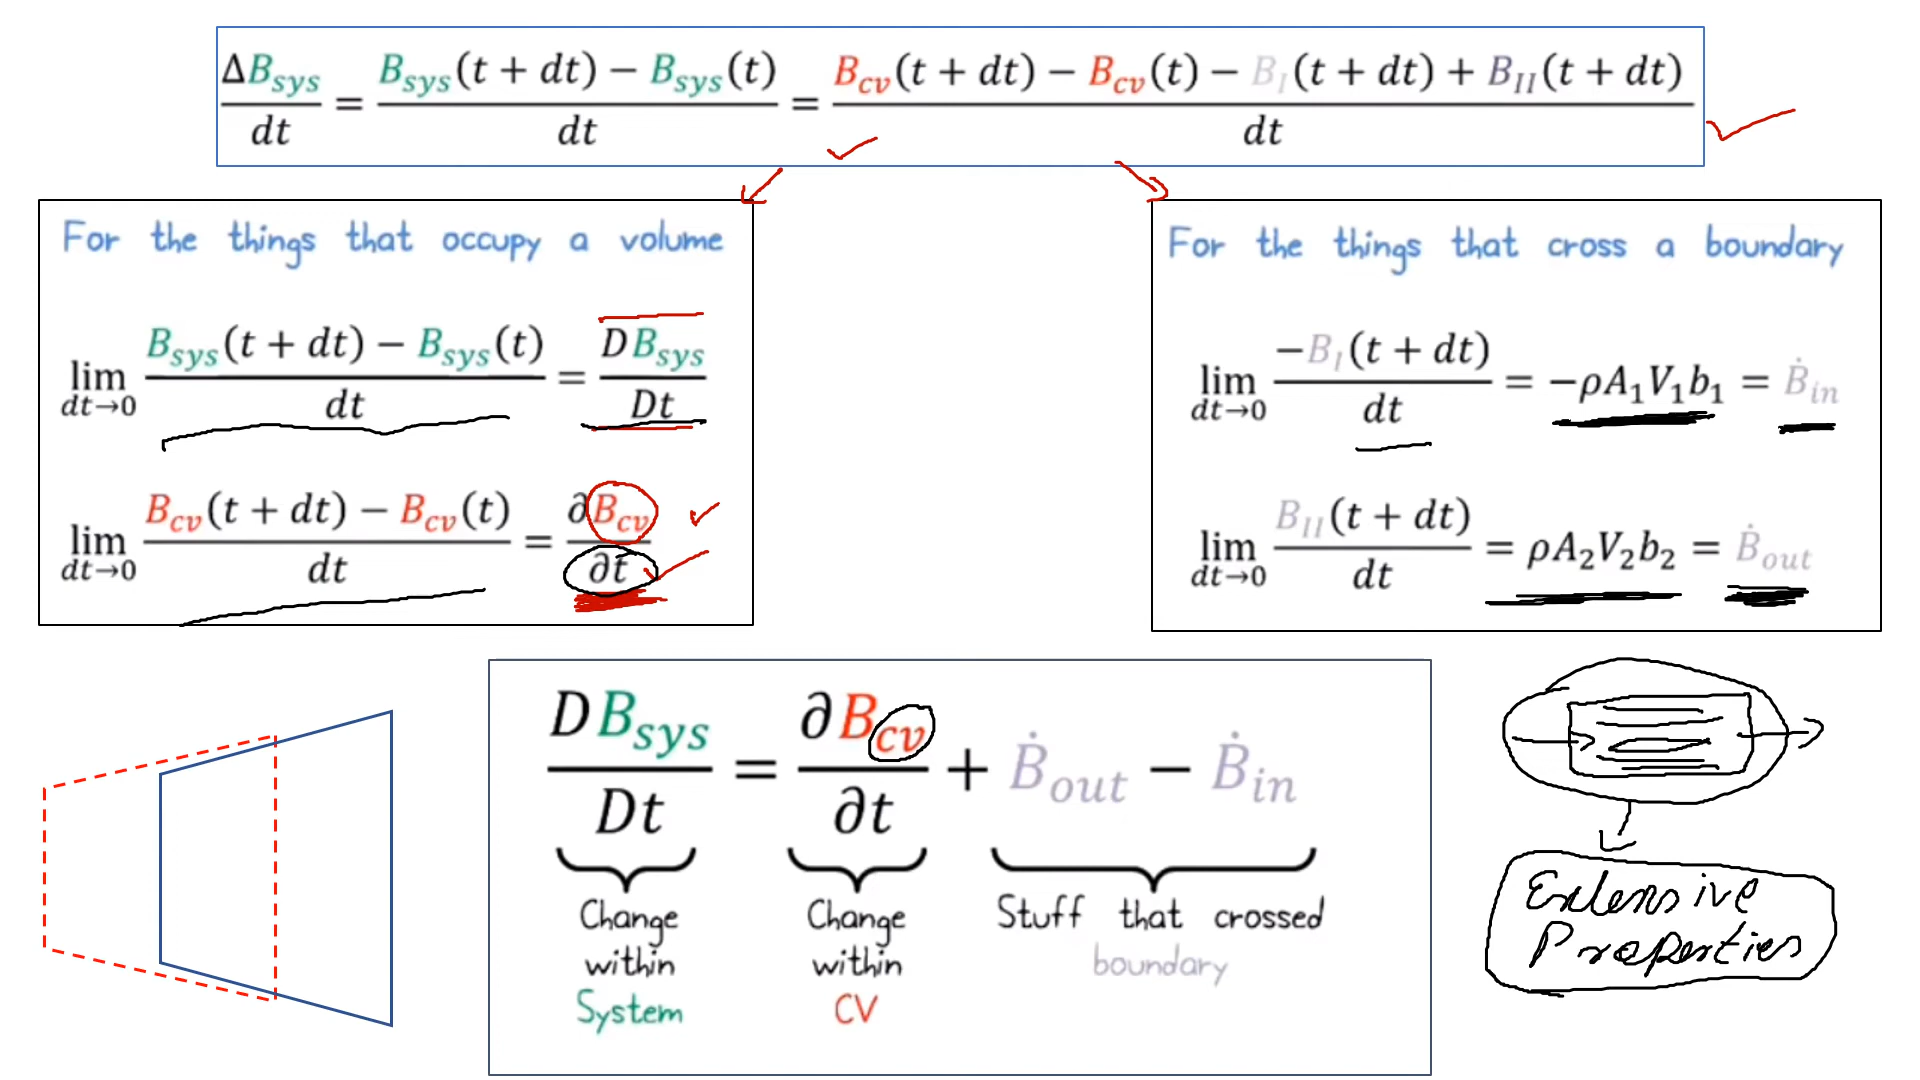 ΔB_sys/dt = (B_sys(t + dt) − B_sys(t))/dt = (B_cv(t + dt) − B_cv(t) − B_I(t + dt) + B_II(t + dt))/dt
For the things that occupy a volume
lim_{dt→0} (B_sys(t + dt) − B_sys(t))/dt = DB_sys/Dt
lim_{dt→0} (B_cv(t + dt) − B_cv(t))/dt = ∂B_cv/∂t
For the things that cross a boundary
lim_{dt→0} −B_I(t + dt)/dt = −ρA₁V₁b₁ = Ḃ_in
lim_{dt→0} B_II(t + dt)/dt = ρA₂V₂b₂ = Ḃ_out
DB_sys/Dt = ∂B_cv/∂t + Ḃ_out − Ḃ_in
Change
within
System
Change
within
CV
Stuff that crossed
boundary
Extensive
Properties